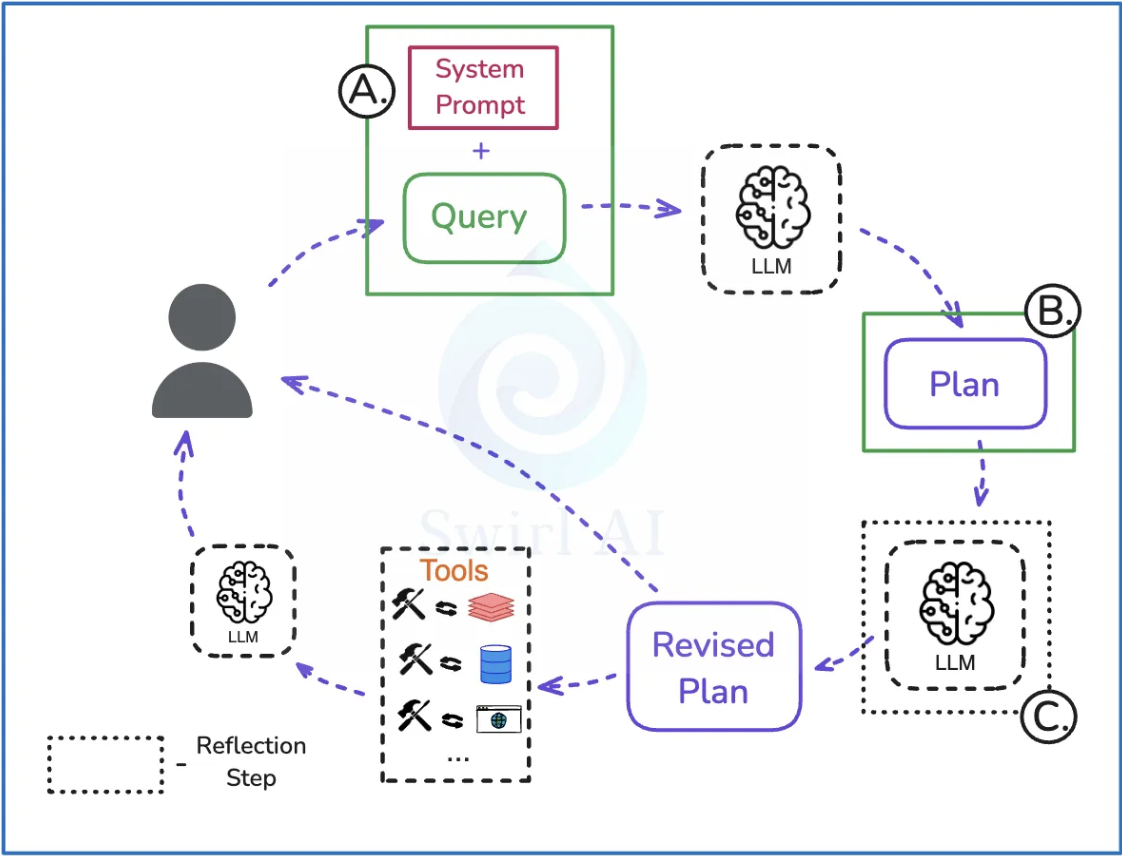 A.
System
Prompt
+
Query
LLM
B.
Plan
LLM
C.
Revised
Plan
Tools
...
LLM
Swirl AI
- Reflection
Step